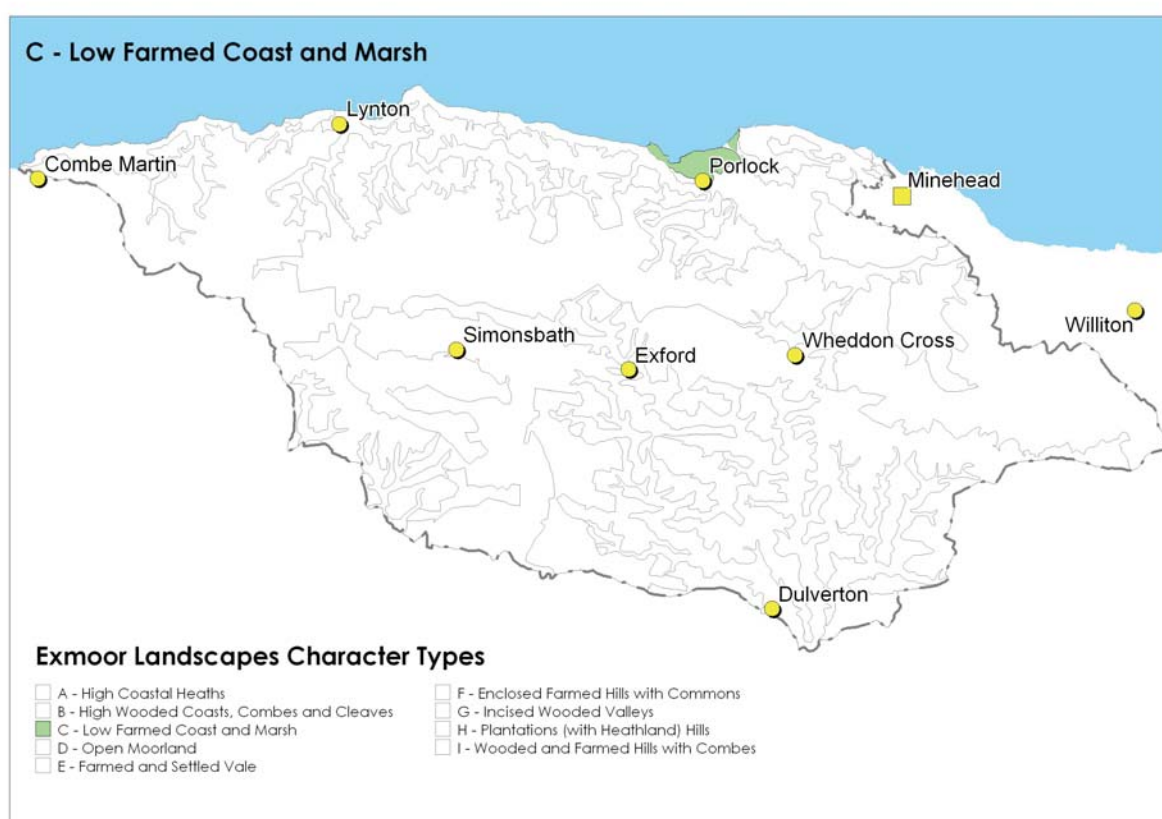 C - Low Farmed Coast and Marsh
Lynton
Combe Martin
Porlock
Minehead
Williton
Simonsbath
Exford
Wheddon Cross
Dulverton
Exmoor Landscapes Character Types
A - High Coastal Heaths
B - High Wooded Coasts, Combes and Cleaves
C - Low Farmed Coast and Marsh
D - Open Moorland
E - Farmed and Settled Vale
F - Enclosed Farmed Hills with Commons
G - Incised Wooded Valleys
H - Plantations (with Heathland) Hills
I - Wooded and Farmed Hills with Combes